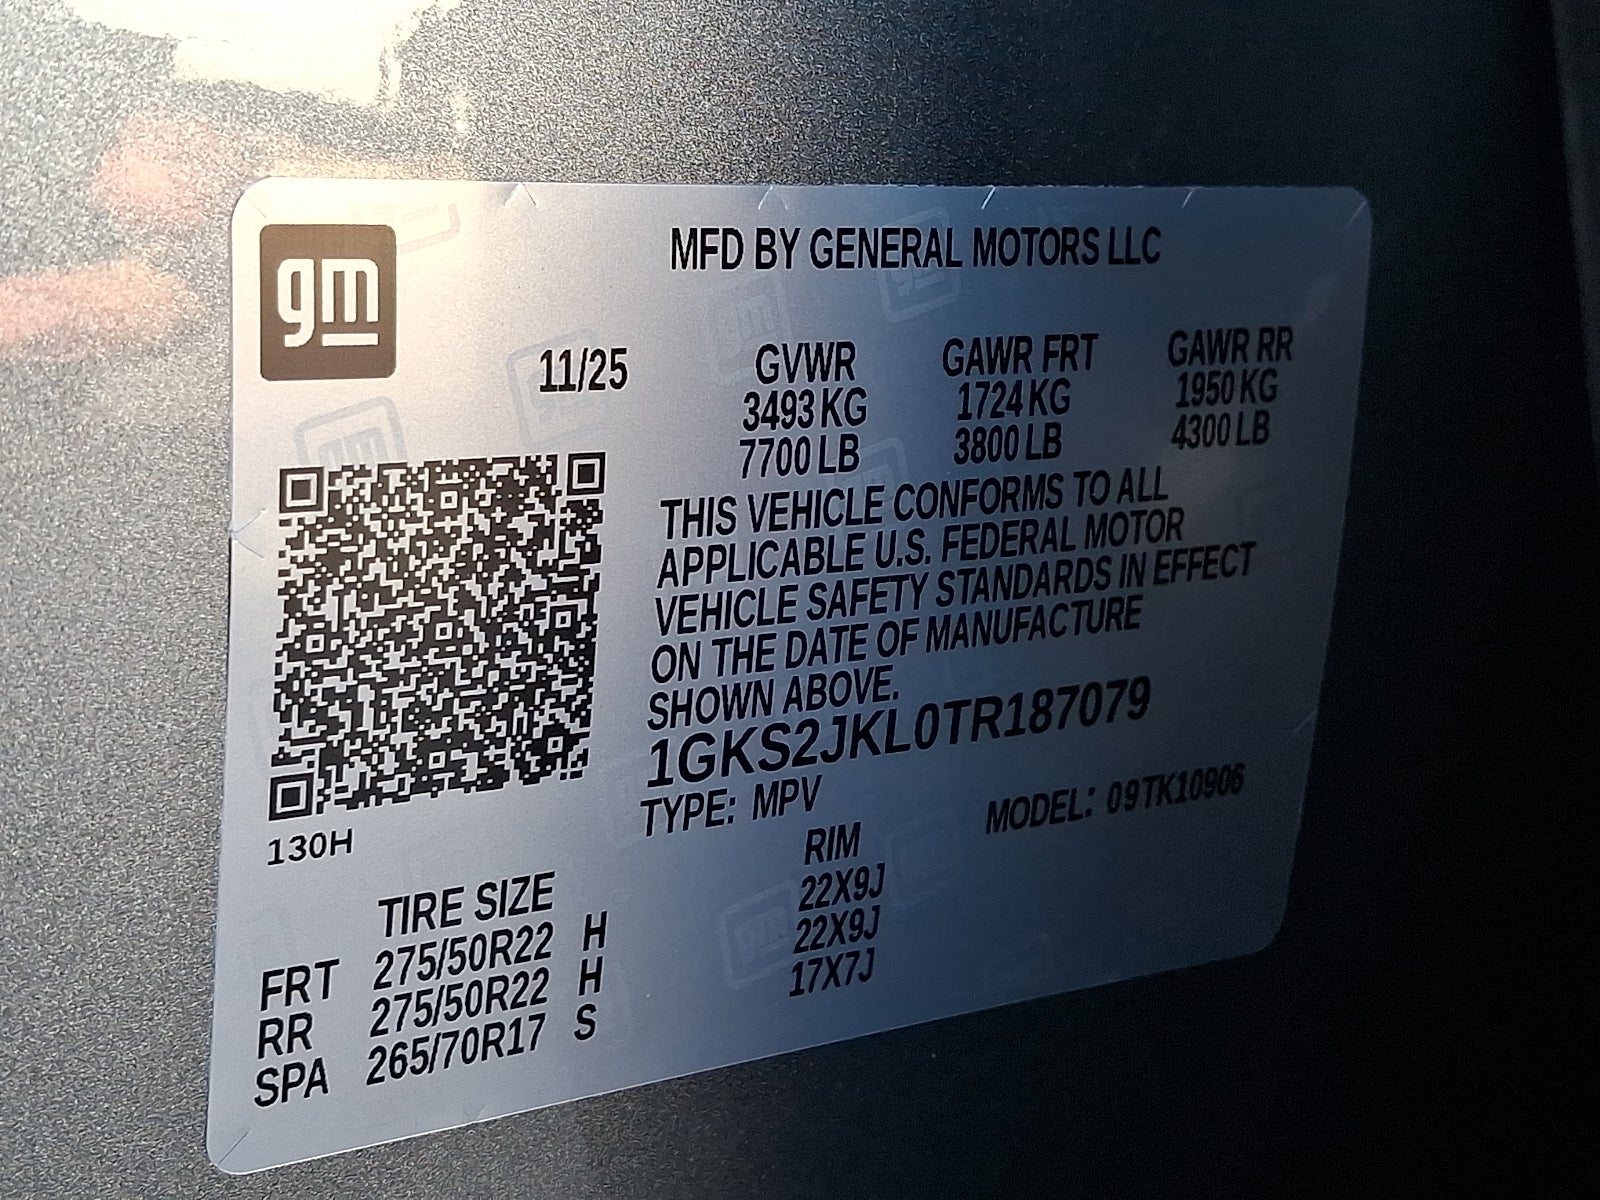 gm
MFD BY GENERAL MOTORS LLC
11/25
GVWR GAWR FRT GAWR RR
3493 KG 1724 KG 1950 KG
7700 LB 3800 LB 4300 LB
THIS VEHICLE CONFORMS TO ALL
APPLICABLE U.S. FEDERAL MOTOR
VEHICLE SAFETY STANDARDS IN EFFECT
ON THE DATE OF MANUFACTURE
SHOWN ABOVE.
1GKS2JKL0TR187079
TYPE: MPV MODEL: 09TK10906
130H
TIRE SIZE RIM
FRT 275/50R22 H 22X9J
RR 275/50R22 H 22X9J
SPA 265/70R17 S 17X7J